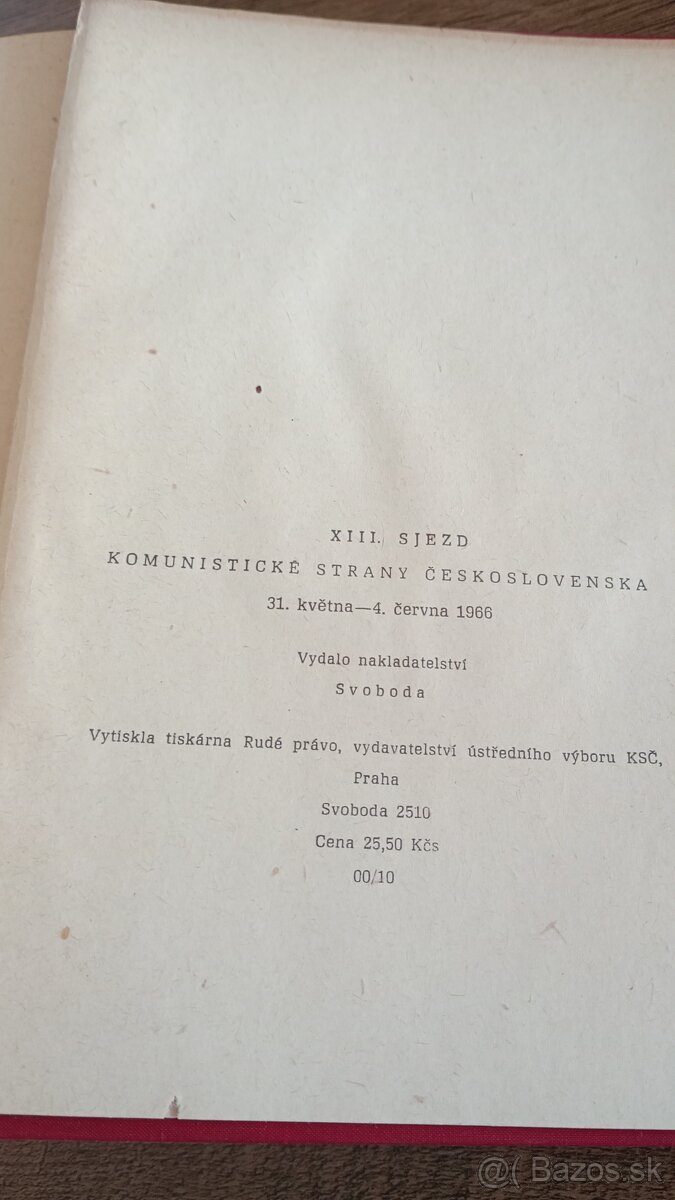 XIII. SJEZD
KOMUNISTICKÉ STRANY ČESKOSLOVENSKA
31. května—4. června 1966
Vydalo nakladatelství
Svoboda
Vytiskla tiskárna Rudé právo, vydavatelství ústředního výboru KSČ,
Praha
Svoboda 2510
Cena 25,50 Kčs
00/10
@( Bazos.sk